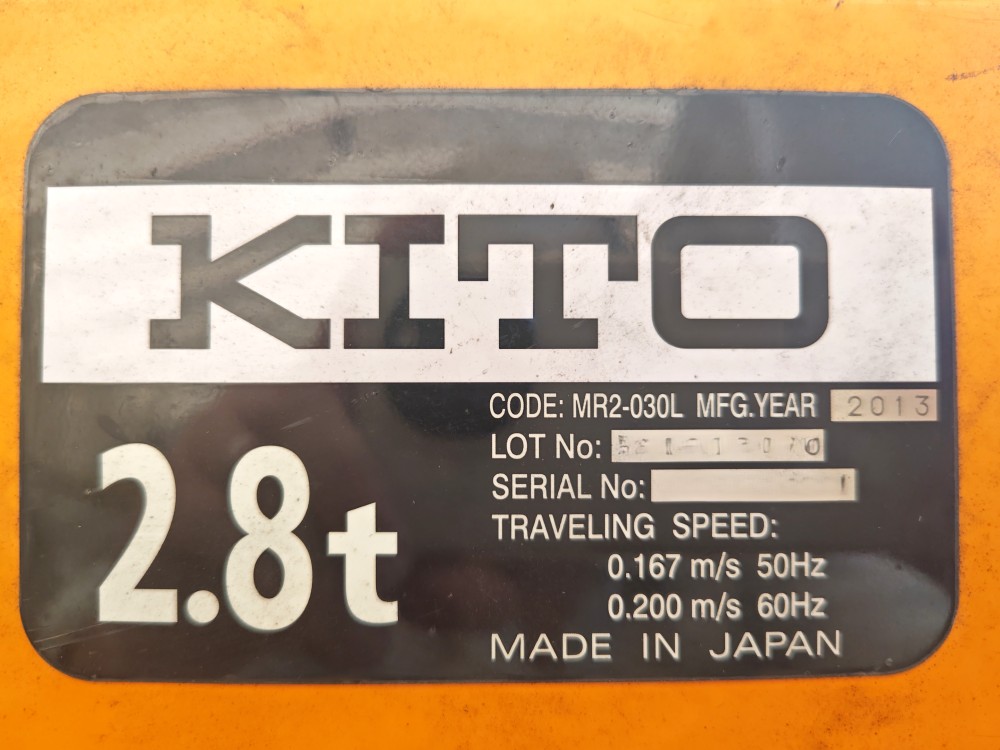 KITO
CODE: MR2-030L MFG.YEAR 2013
LOT No:
SERIAL No:
2.8t
TRAVELING SPEED:
0.167 m/s 50Hz
0.200 m/s 60Hz
MADE IN JAPAN